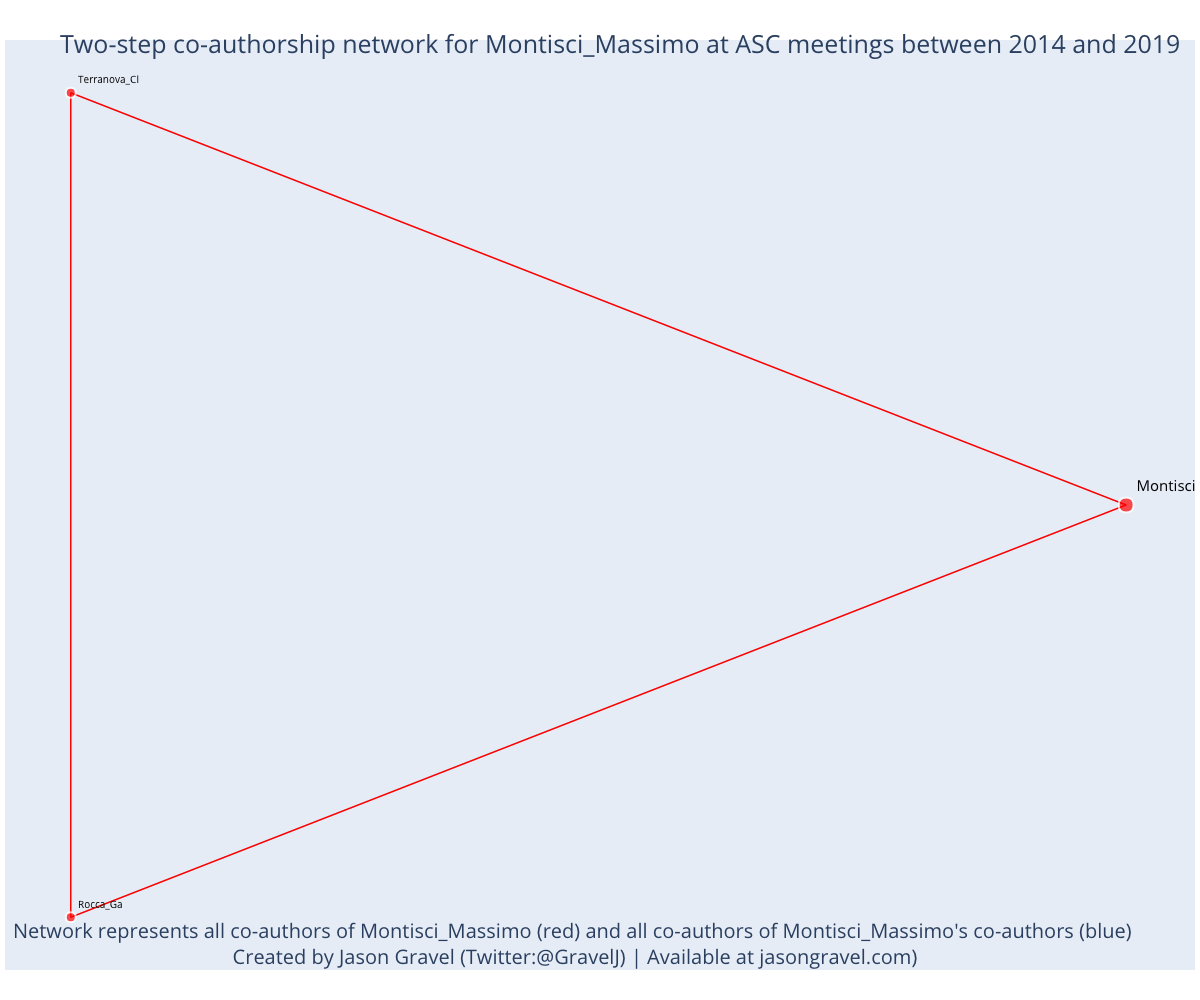 Two-step co-authorship network for Montisci_Massimo at ASC meetings between 2014 and 2019
Terranova_Cl
Montisci
Rocca_Ga
Network represents all co-authors of Montisci_Massimo (red) and all co-authors of Montisci_Massimo's co-authors (blue)
Created by Jason Gravel (Twitter:@GravelJ) | Available at jasongravel.com)